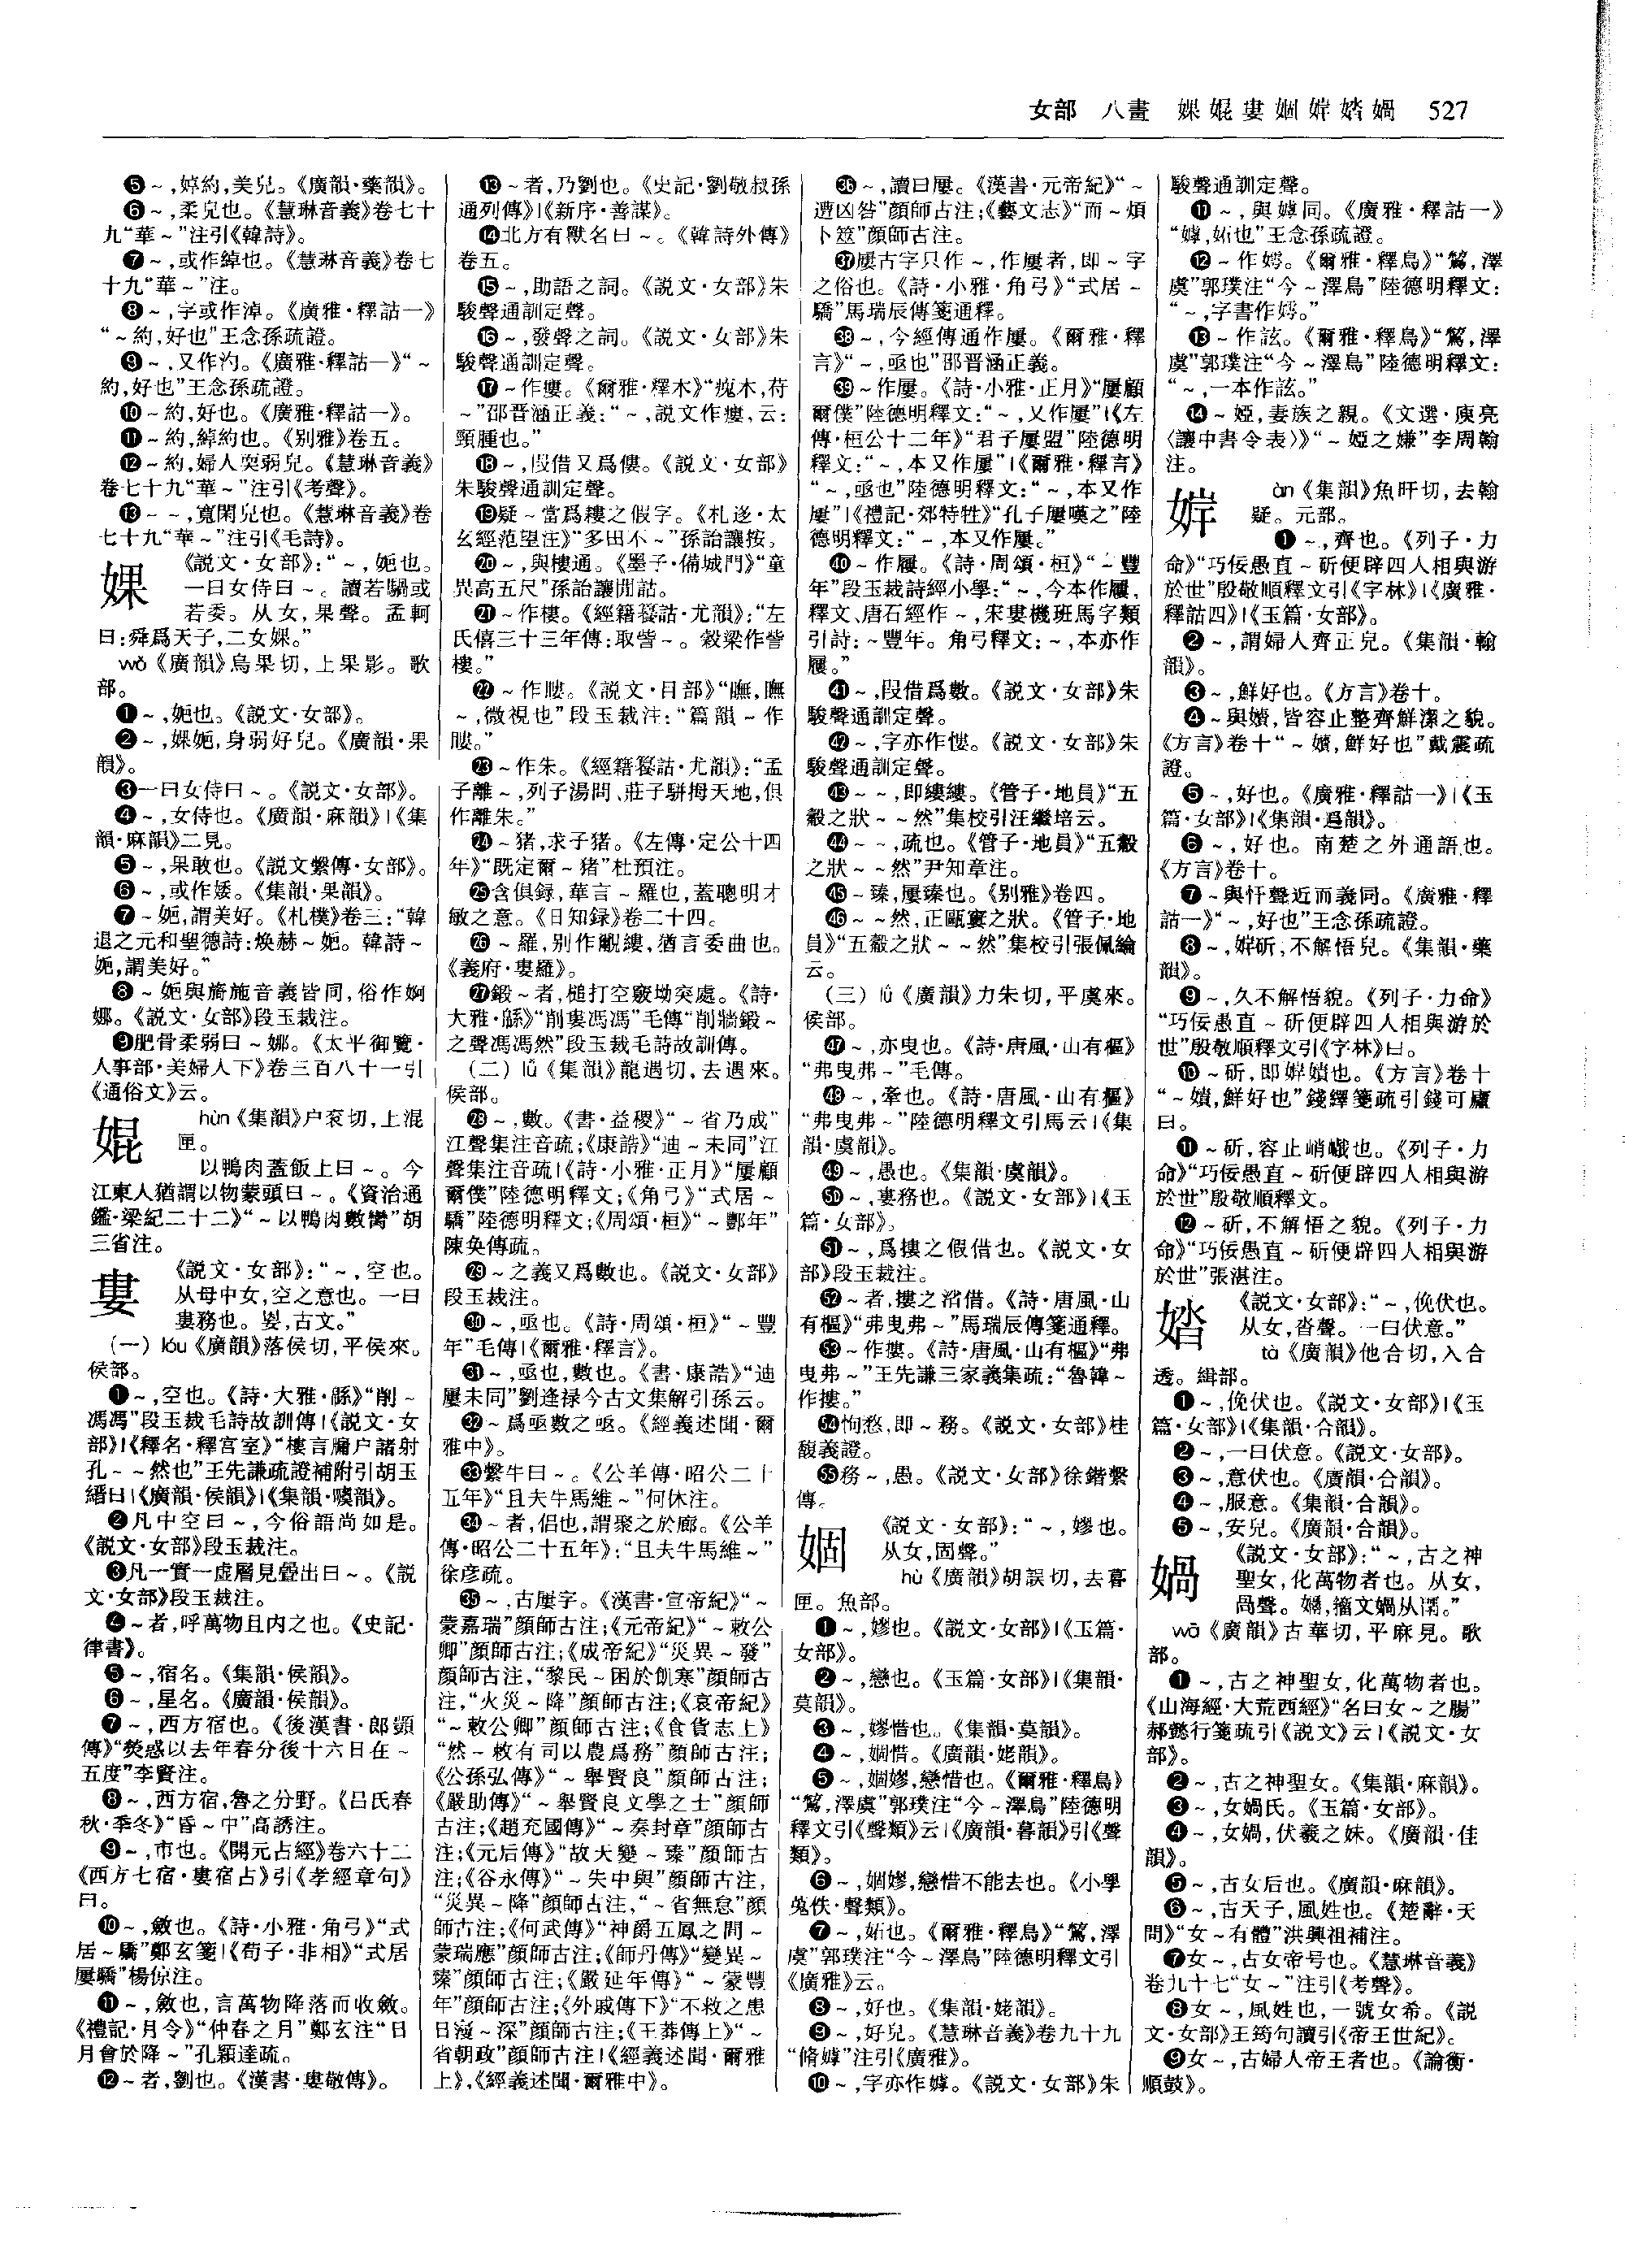 女部　八畫　婐婫婁婟婩婼媧　527
❺～,婥約,美皃。《廣韻·藥韻》。
❻～,柔皃也。《慧琳音義》卷七十
九“華～”注引《韓詩》。
❼～,或作綽也。《慧琳音義》卷七
十九“華～”注。
❽～,字或作淖。《廣雅·釋詁一》
“～約,好也”王念孫疏證。
❾～,又作汋。《廣雅·釋詁一》“～
約,好也”王念孫疏證。
❿～約,好也。《廣雅·釋詁一》。
⓫～約,綽約也。《别雅》卷五。
⓬～約,婦人耎弱皃。《慧琳音義》
卷七十九“華～”注引《考聲》。
⓭～～,寬閑皃也。《慧琳音義》卷
七十九“華～”注引《毛詩》。
婐
《説文·女部》:“～,婐也。
一曰女侍曰～。讀若騧或
若委。从女,果聲。孟軻
曰:舜爲天子,二女婐。”
wǒ《廣韻》烏果切,上果影。歌
部。
❶～,妮也。《説文·女部》。
❷～,婐妮,身弱好皃。《廣韻·果
韻》。
❸一曰女侍曰～。《説文·女部》。
❹～,女侍也。《廣韻·麻韻》|《集
韻·麻韻》二見。
❺～,果敢也。《説文繫傳·女部》。
❻～,或作婑。《集韻·果韻》。
❼～妮,謂美好。《札樸》卷三:“韓
退之元和聖德詩:焕赫～妮。韓詩～
妮,謂美好。”
❽～妮與旖施音義皆同,俗作婀
娜。《説文·女部》段玉裁注。
❾肥骨柔弱曰～娜。《太平御覽·
人事部·美婦人下》卷三百八十一引
《通俗文》云。
婫
hùn《集韻》户衮切,上混
匣。
以鴨肉蓋飯上曰～。今
江東人猶謂以物蒙頭曰～。《資治通
鑑·梁紀二十二》“～以鴨肉數臠”胡
三省注。
婁
《説文·女部》:“～,空也。
从母中女,空之意也。一曰
婁務也。㛃,古文。”
（一）lóu《廣韻》落侯切,平侯來。
侯部。
❶～,空也。《詩·大雅·緜》“削～
馮馮”段玉裁毛詩故訓傳|《説文·女
部》|《釋名·釋宫室》“樓言牖户諸射
孔～～然也”王先謙疏證補附引胡玉
縉曰|《廣韻·侯韻》|《集韻·噳韻》。
❷凡中空曰～,今俗語尚如是。
《説文·女部》段玉裁注。
❸凡一實一虚層見疊出曰～。《説
文·女部》段玉裁注。
❹～者,呼萬物且内之也。《史記·
律書》。
❺～,宿名。《集韻·侯韻》。
❻～,星名。《廣韻·侯韻》。
❼～,西方宿也。《後漢書·郎顗
傳》“熒惑以去年春分後十六日在～
五度”李賢注。
❽～,西方宿,魯之分野。《吕氏春
秋·季冬》“昏～中”高誘注。
❾～,市也。《開元占經》卷六十二
《西方七宿·婁宿占》引《孝經章句》
曰。
❿～,斂也。《詩·小雅·角弓》“式
居～驕”鄭玄箋|《荀子·非相》“式居
屢驕”楊倞注。
⓫～,斂也,言萬物降落而收斂。
《禮記·月令》“仲春之月”鄭玄注“日
月會於降～”孔穎達疏。
⓬～者,劉也。《漢書·婁敬傳》。
⓭～者,乃劉也。《史記·劉敬叔孫
通列傳》|《新序·善謀》。
⓮北方有獸名曰～。《韓詩外傳》
卷五。
⓯～,助語之詞。《説文·女部》朱
駿聲通訓定聲。
⓰～,發聲之詞。《説文·女部》朱
駿聲通訓定聲。
⓱～作瘻。《爾雅·釋木》“瘣木,苻
～”邵晋涵正義:“～,説文作瘻,云:
頸腫也。”
⓲～,叚借又爲僂。《説文·女部》
朱駿聲通訓定聲。
⓳疑～當爲樓之假字。《札迻·太
玄經范望注》“多田不～”孫詒讓按。
⓴～,與樓通。《墨子·備城門》“童
異高五尺”孫詒讓閒詁。
㉑～作樓。《經籍籑詁·尤韻》:“左
氏僖三十三年傳:取訾～。穀梁作訾
樓。”
㉒～作䁖。《説文·目部》“瞴,瞴
～,微視也”段玉裁注:“篇韻～作
䁖。”
㉓～作朱。《經籍籑詁·尤韻》:“孟
子離～,列子湯問、莊子駢拇天地,俱
作離朱。”
㉔～猪,求子猪。《左傳·定公十四
年》“既定爾～猪”杜預注。
㉕含俱録,華言～羅也,蓋聰明才
敏之意。《日知録》卷二十四。
㉖～羅,别作覶縷,猶言委曲也。
《義府·婁羅》。
㉗鍛～者,槌打空竅坳突處。《詩·
大雅·緜》“削婁馮馮”毛傳“削牆鍛～
之聲馮馮然”段玉裁毛詩故訓傳。
（二）lǚ《集韻》龍遇切,去遇來。
侯部。
㉘～,數。《書·益稷》“～省乃成”
江聲集注音疏;《康誥》“迪～未同”江
聲集注音疏|《詩·小雅·正月》“屢顧
爾僕”陸德明釋文;《角弓》“式居～
驕”陸德明釋文;《周頌·桓》“～酆年”
陳奂傳疏。
㉙～之義又爲數也。《説文·女部》
段玉裁注。
㉚～,亟也。《詩·周頌·桓》“～豐
年”毛傳|《爾雅·釋言》。
㉛～,亟也,數也。《書·康誥》“迪
屢未同”劉逢禄今古文集解引孫云。
㉜～爲亟數之亟。《經義述聞·爾
雅中》。
㉝繫牛曰～。《公羊傳·昭公二十
五年》“且夫牛馬維～”何休注。
㉞～者,侣也,謂聚之於廊。《公羊
傳·昭公二十五年》:“且夫牛馬維～”
徐彦疏。
㉟～,古屢字。《漢書·宣帝紀》“～
蒙嘉瑞”顔師古注;《元帝紀》“～敕公
卿”顔師古注;《成帝紀》“災異～發”
顔師古注,“黎民～困於飢寒”顔師古
注,“火災～降”顔師古注;《哀帝紀》
“～敕公卿”顔師古注;《食貨志上》
“然～敕有司以農爲務”顔師古注;
《公孫弘傳》“～舉賢良”顔師古注;
《嚴助傳》“～舉賢良文學之士”顔師
古注;《趙充國傳》“～奏封章”顔師古
注;《元后傳》“故天變～臻”顔師古
注;《谷永傳》“～失中與”顔師古注,
“災異～降”顔師古注,“～省無怠”顔
師古注;《何武傳》“神爵五鳳之間～
蒙瑞應”顔師古注;《師丹傳》“變異～
臻”顔師古注;《嚴延年傳》“～蒙豐
年”顔師古注;《外戚傳下》“不救之患
日寖～深”顔師古注;《王莽傳上》“～
省朝政”顔師古注|《經義述聞·爾雅
上》,《經義述聞·爾雅中》。
㊱～,讀曰屢。《漢書·元帝紀》“～
遭凶咎”顔師古注;《藝文志》“而～煩
卜筮”顔師古注。
㊲屢古字只作～,作屢者,即～字
之俗也。《詩·小雅·角弓》“式居～
驕”馬瑞辰傳箋通釋。
㊳～,今經傳通作屢。《爾雅·釋
言》“～,亟也”邵晋涵正義。
㊴～作屢。《詩·小雅·正月》“屢顧
爾僕”陸德明釋文:“～,又作屢”|《左
傳·桓公十二年》“君子屢盟”陸德明
釋文:“～,本又作屢”|《爾雅·釋言》
“～,亟也”陸德明釋文:“～,本又作
屢”|《禮記·郊特牲》“孔子屢嘆之”陸
德明釋文:“～,本又作屢。”
㊵～作屨。《詩·周頌·桓》“～豐
年”段玉裁詩經小學:“～,今本作屨,
釋文、唐石經作～,宋婁機班馬字類
引詩:～豐年。角弓釋文:～,本亦作
屨。”
㊶～,叚借爲數。《説文·女部》朱
駿聲通訓定聲。
㊷～,字亦作慺。《説文·女部》朱
駿聲通訓定聲。
㊸～～,即縷縷。《管子·地員》“五
殽之狀～～然”集校引汪繼培云。
㊹～～,疏也。《管子·地員》“五殽
之狀～～然”尹知章注。
㊺～臻,屢臻也。《别雅》卷四。
㊻～～然,正甌窶之狀。《管子·地
員》“五殽之狀～～然”集校引張佩綸
云。
（三）lǘ《廣韻》力朱切,平虞來。
侯部。
㊼～,亦曳也。《詩·唐風·山有樞》
“弗曳弗～”毛傳。
㊽～,牽也。《詩·唐風·山有樞》
“弗曳弗～”陸德明釋文引馬云|《集
韻·虞韻》。
㊾～,愚也。《集韻·虞韻》。
㊿～,婁務也。《説文·女部》|《玉
篇·女部》。
51～,爲摟之假借也。《説文·女
部》段玉裁注。
52～者,摟之渻借。《詩·唐風·山
有樞》“弗曳弗～”馬瑞辰傳箋通釋。
53～作摟。《詩·唐風·山有樞》“弗
曳弗～”王先謙三家義集疏:“魯韓～
作摟。”
54怐愗,即～務。《説文·女部》桂
馥義證。
55務～,愚。《説文·女部》徐鍇繫
傳。
婟
《説文·女部》:“～,嫪也。
从女,固聲。”
hù《廣韻》胡誤切,去暮
匣。魚部。
❶～,嫪也。《説文·女部》|《玉篇·
女部》。
❷～,戀也。《玉篇·女部》|《集韻·
莫韻》。
❸～,嫪惜也。《集韻·莫韻》。
❹～,婟惜。《廣韻·姥韻》。
❺～,婟嫪,戀惜也。《爾雅·釋鳥》
“鶭,澤虞”郭璞注“今～澤鳥”陸德明
釋文引《聲類》云|《廣韻·暮韻》引《聲
類》。
❻～,婟嫪,戀惜不能去也。《小學
蒐佚·聲類》。
❼～,妬也。《爾雅·釋鳥》“鶭,澤
虞”郭璞注“今～澤鳥”陸德明釋文引
《廣雅》云。
❽～,好也。《集韻·姥韻》。
❾～,好皃。《慧琳音義》卷九十九
“脩嫭”注引《廣雅》。
❿～,字亦作嫭。《説文·女部》朱
駿聲通訓定聲。
⓫～,與嫭同。《廣雅·釋詁一》
“嫭,妬也”王念孫疏證。
⓬～作嫮。《爾雅·釋鳥》“鶭,澤
虞”郭璞注“今～澤鳥”陸德明釋文:
“～,字書作嫮。”
⓭～作詃。《爾雅·釋鳥》“鶭,澤
虞”郭璞注“今～澤鳥”陸德明釋文:
“～,一本作詃。”
⓮～婭,妻族之親。《文選·庾亮
〈讓中書令表〉》“～婭之嫌”李周翰
注。
婩
àn《集韻》魚旰切,去翰
疑。元部。
❶～,齊也。《列子·力
命》“巧佞愚直～斫便辟四人相與游
於世”殷敬順釋文引《字林》|《廣雅·
釋詁四》|《玉篇·女部》。
❷～,謂婦人齊正皃。《集韻·翰
韻》。
❸～,鮮好也。《方言》卷十。
❹～與嫧,皆容止整齊鮮潔之貌。
《方言》卷十“～嫧,鮮好也”戴震疏
證。
❺～,好也。《廣雅·釋詁一》|《玉
篇·女部》|《集韻·䢔韻》。
❻～,好也。南楚之外通語也。
《方言》卷十。
❼～與忓聲近而義同。《廣雅·釋
詁一》“～,好也”王念孫疏證。
❽～,婩斫,不解悟皃。《集韻·藥
韻》。
❾～,久不解悟貌。《列子·力命》
“巧佞愚直～斫便辟四人相與游於
世”殷敬順釋文引《字林》曰。
❿～斫,即婩嫧也。《方言》卷十
“～嫧,鮮好也”錢繹箋疏引錢可廬
曰。
⓫～斫,容止峭巇也。《列子·力
命》“巧佞愚直～斫便辟四人相與游
於世”殷敬順釋文。
⓬～斫,不解悟之貌。《列子·力
命》“巧佞愚直～斫便辟四人相與游
於世”張湛注。
㛥
《説文·女部》:“～,俛伏也。
从女,沓聲。一曰伏意。”
tà《廣韻》他合切,入合
透。緝部。
❶～,俛伏也。《説文·女部》|《玉
篇·女部》|《集韻·合韻》。
❷～,一曰伏意。《説文·女部》。
❸～,意伏也。《廣韻·合韻》。
❹～,服意。《集韻·合韻》。
❺～,安皃。《廣韻·合韻》。
媧
《説文·女部》:“～,古之神
聖女,化萬物者也。从女,
咼聲。㛻,籀文媧从𩰬。”
wā《廣韻》古華切,平麻見。歌
部。
❶～,古之神聖女,化萬物者也。
《山海經·大荒西經》“名曰女～之腸”
郝懿行箋疏引《説文》云|《説文·女
部》。
❷～,古之神聖女。《集韻·麻韻》。
❸～,女媧氏。《玉篇·女部》。
❹～,女媧,伏羲之妹。《廣韻·佳
韻》。
❺～,古女后也。《廣韻·麻韻》。
❻～,古天子,風姓也。《楚辭·天
問》“女～有體”洪興祖補注。
❼女～,古女帝号也。《慧琳音義》
卷九十七“女～”注引《考聲》。
❽女～,風姓也,一號女希。《説
文·女部》王筠句讀引《帝王世紀》。
❾女～,古婦人帝王者也。《論衡·
順鼓》。